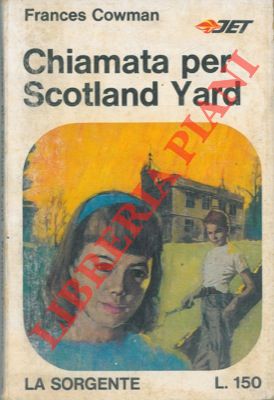 Frances Cowman
JET
Chiamata per
Scotland Yard
LIBRERIA PIANI
LA SORGENTE
L. 150